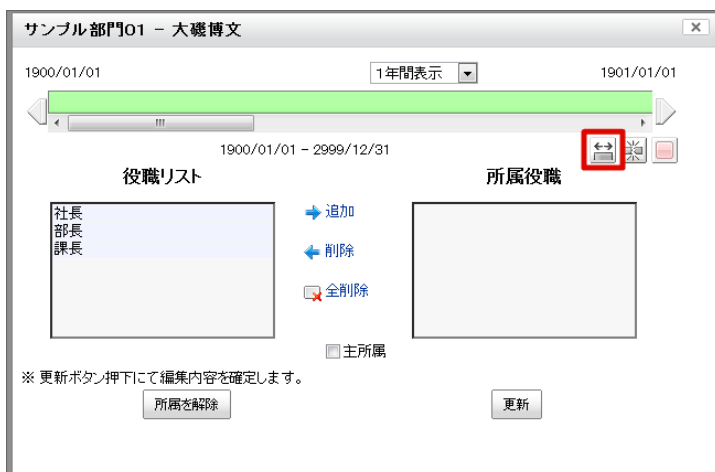 サンプル部門01 - 大磯博文
1900/01/01
1年間表示
1901/01/01
1900/01/01 - 2999/12/31
役職リスト
所属役職
社長
部長
課長
追加
削除
全削除
主所属
※ 更新ボタン押下にて編集内容を確定します。
所属を解除
更新